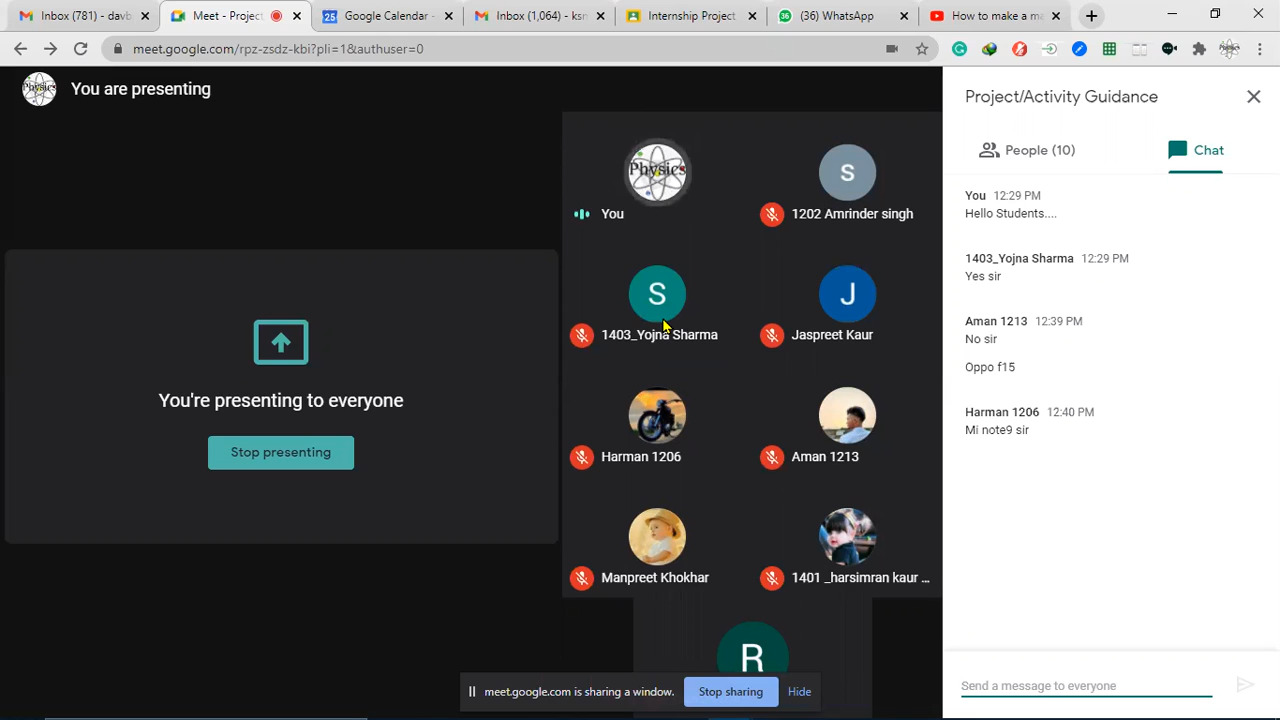 Inbox (781) - davb
Meet - Project
Google Calendar -
Inbox (1,064) - ksr
Internship Project
(36) WhatsApp
How to make a m
meet.google.com/rpz-zsdz-kbi?pli=1&authuser=0
Physics
You are presenting
Physics
You
s
1202 Amrinder singh
S
1403_Yojna Sharma
J
Jaspreet Kaur
Harman 1206
Aman 1213
Manpreet Khokhar
1401 _harsimran kaur ...
R
You're presenting to everyone
Stop presenting
meet.google.com is sharing a window.
Stop sharing
Hide
Project/Activity Guidance
People (10)
Chat
You 12:29 PM
Hello Students....
1403_Yojna Sharma 12:29 PM
Yes sir
Aman 1213 12:39 PM
No sir
Oppo f15
Harman 1206 12:40 PM
Mi note9 sir
Send a message to everyone